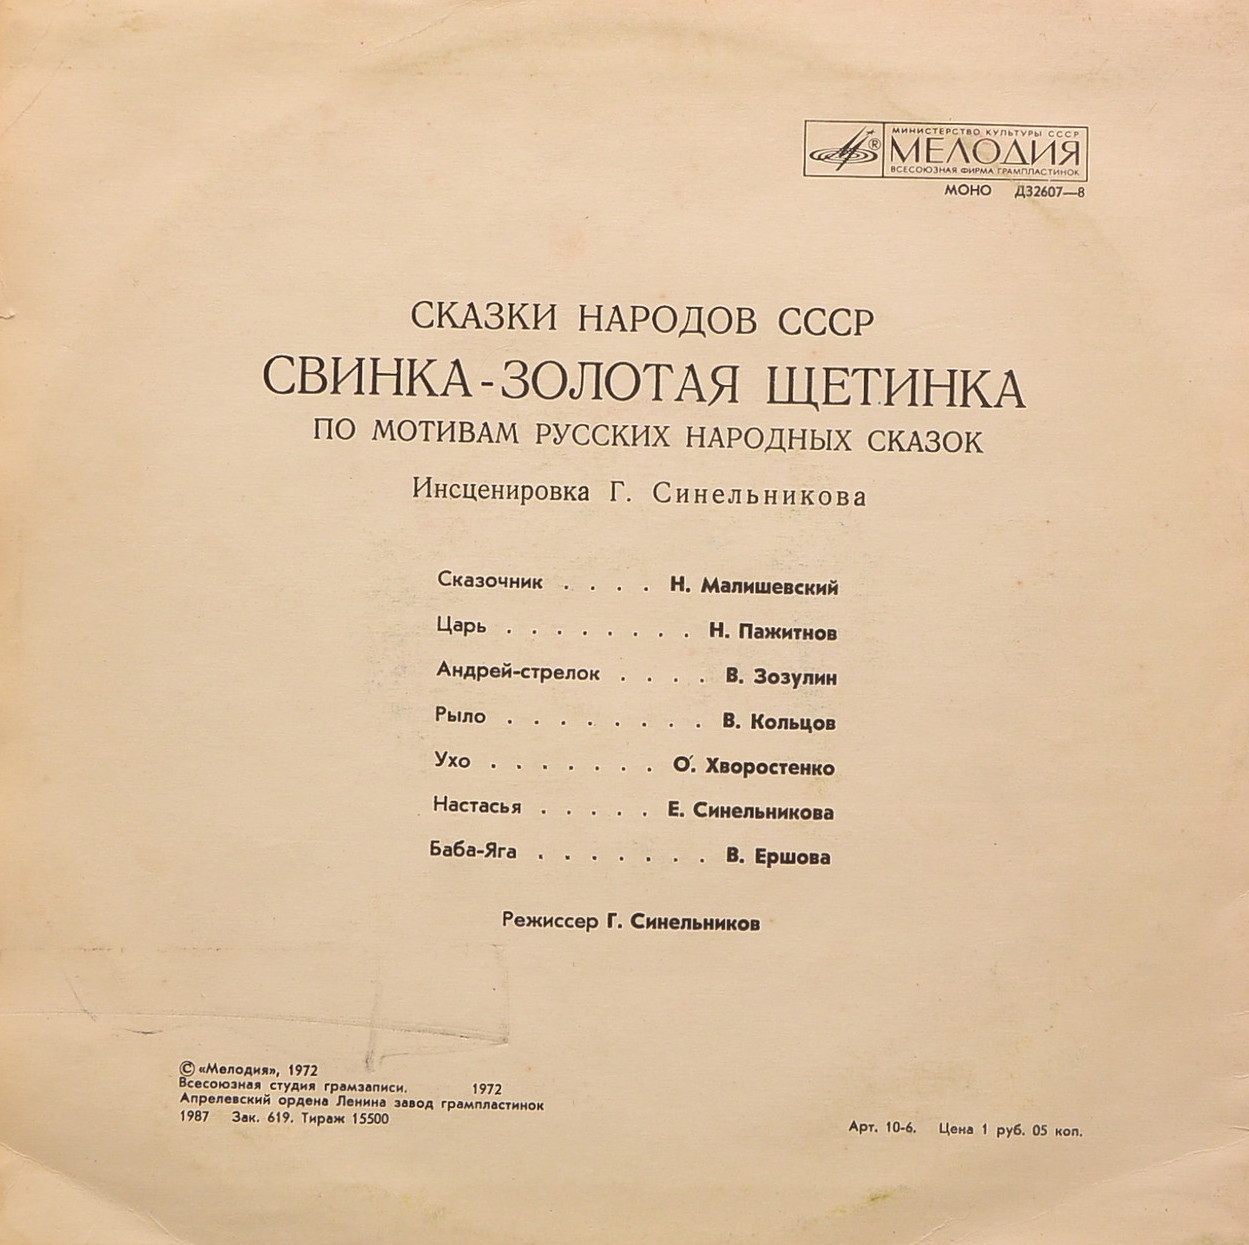 МИНИСТЕРСТВО КУЛЬТУРЫ СССР
МЕЛОДИЯ
ВСЕСОЮЗНАЯ ФИРМА ГРАМПЛАСТИНОК
МОНО Д32607—8
СКАЗКИ НАРОДОВ СССР
СВИНКА-ЗОЛОТАЯ ЩЕТИНКА
ПО МОТИВАМ РУССКИХ НАРОДНЫХ СКАЗОК
Инсценировка Г. Синельникова
Сказочник . . . . Н. Малишевский
Царь . . . . . . . . Н. Пажитнов
Андрей-стрелок . . . . В. Зозулин
Рыло . . . . . . . . В. Кольцов
Ухо . . . . . . . О. Хворостенко
Настасья . . . . . Е. Синельникова
Баба-Яга . . . . . . . В. Ершова
Режиссер Г. Синельников
© «Мелодия», 1972
Всесоюзная студия грамзаписи. 1972
Апрелевский ордена Ленина завод грампластинок
1987 Зак. 619. Тираж 15500
Арт. 10-6. Цена 1 руб. 05 коп.